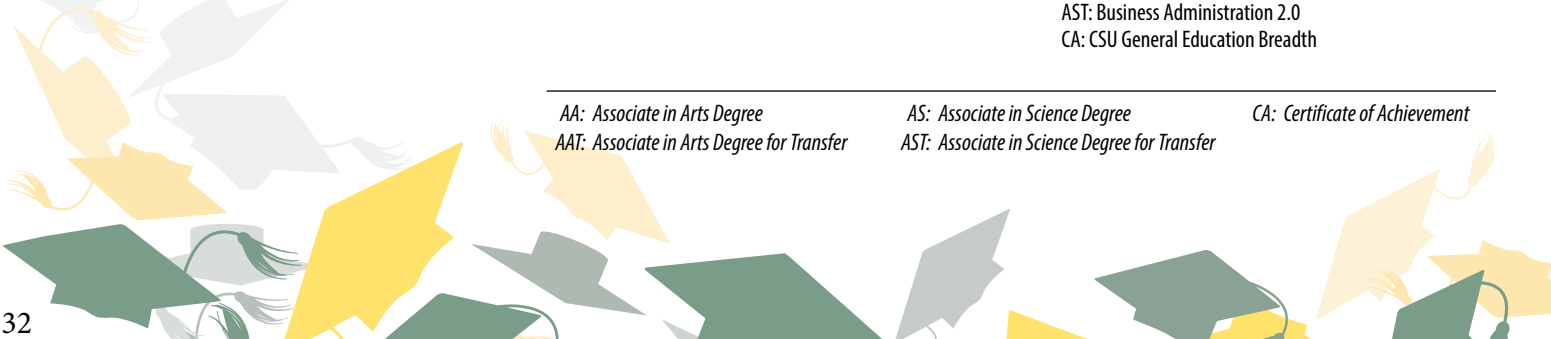 AST: Business Administration 2.0
CA: CSU General Education Breadth
AA: Associate in Arts Degree
AS: Associate in Science Degree
CA: Certificate of Achievement
AAT: Associate in Arts Degree for Transfer
AST: Associate in Science Degree for Transfer
32